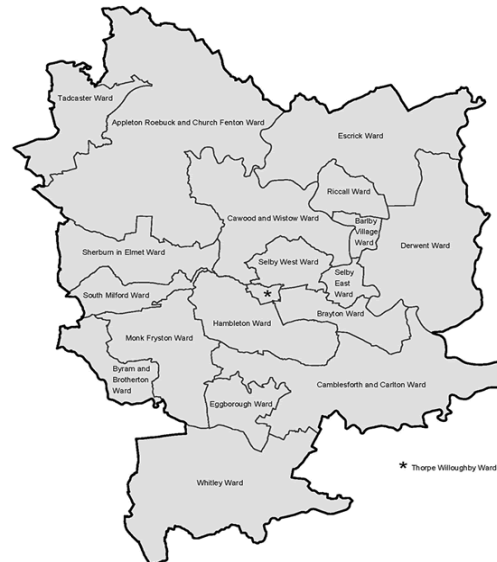 Tadcaster Ward
Appleton Roebuck and Church Fenton Ward
Escrick Ward
Riccall Ward
Cawood and Wistow Ward
Barlby
Village
Ward
Derwent Ward
Sherburn in Elmet Ward
Selby West Ward
Selby
East
Ward
South Milford Ward
*
Hambleton Ward
Brayton Ward
Monk Fryston Ward
Byram and
Brotherton
Ward
Camblesforth and Carlton Ward
Eggborough Ward
* Thorpe Willoughby Ward
Whitley Ward